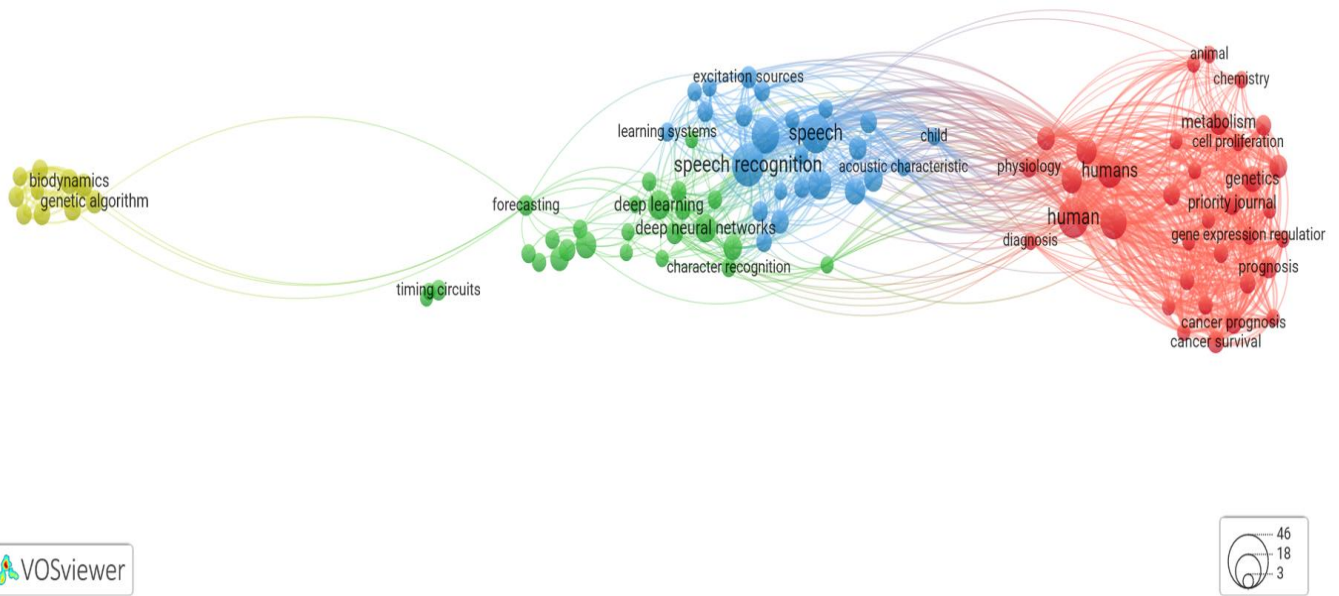 animal
excitation sources
chemistry
metabolism
learning systems
speech
child
cell proliferation
speech recognition
acoustic characteristic
physiology
humans
biodynamics
genetics
genetic algorithm
forecasting
deep learning
priority journal
human
deep neural networks
diagnosis
gene expression regulatior
character recognition
prognosis
timing circuits
cancer prognosis
cancer survival
VOSviewer
46
18
3